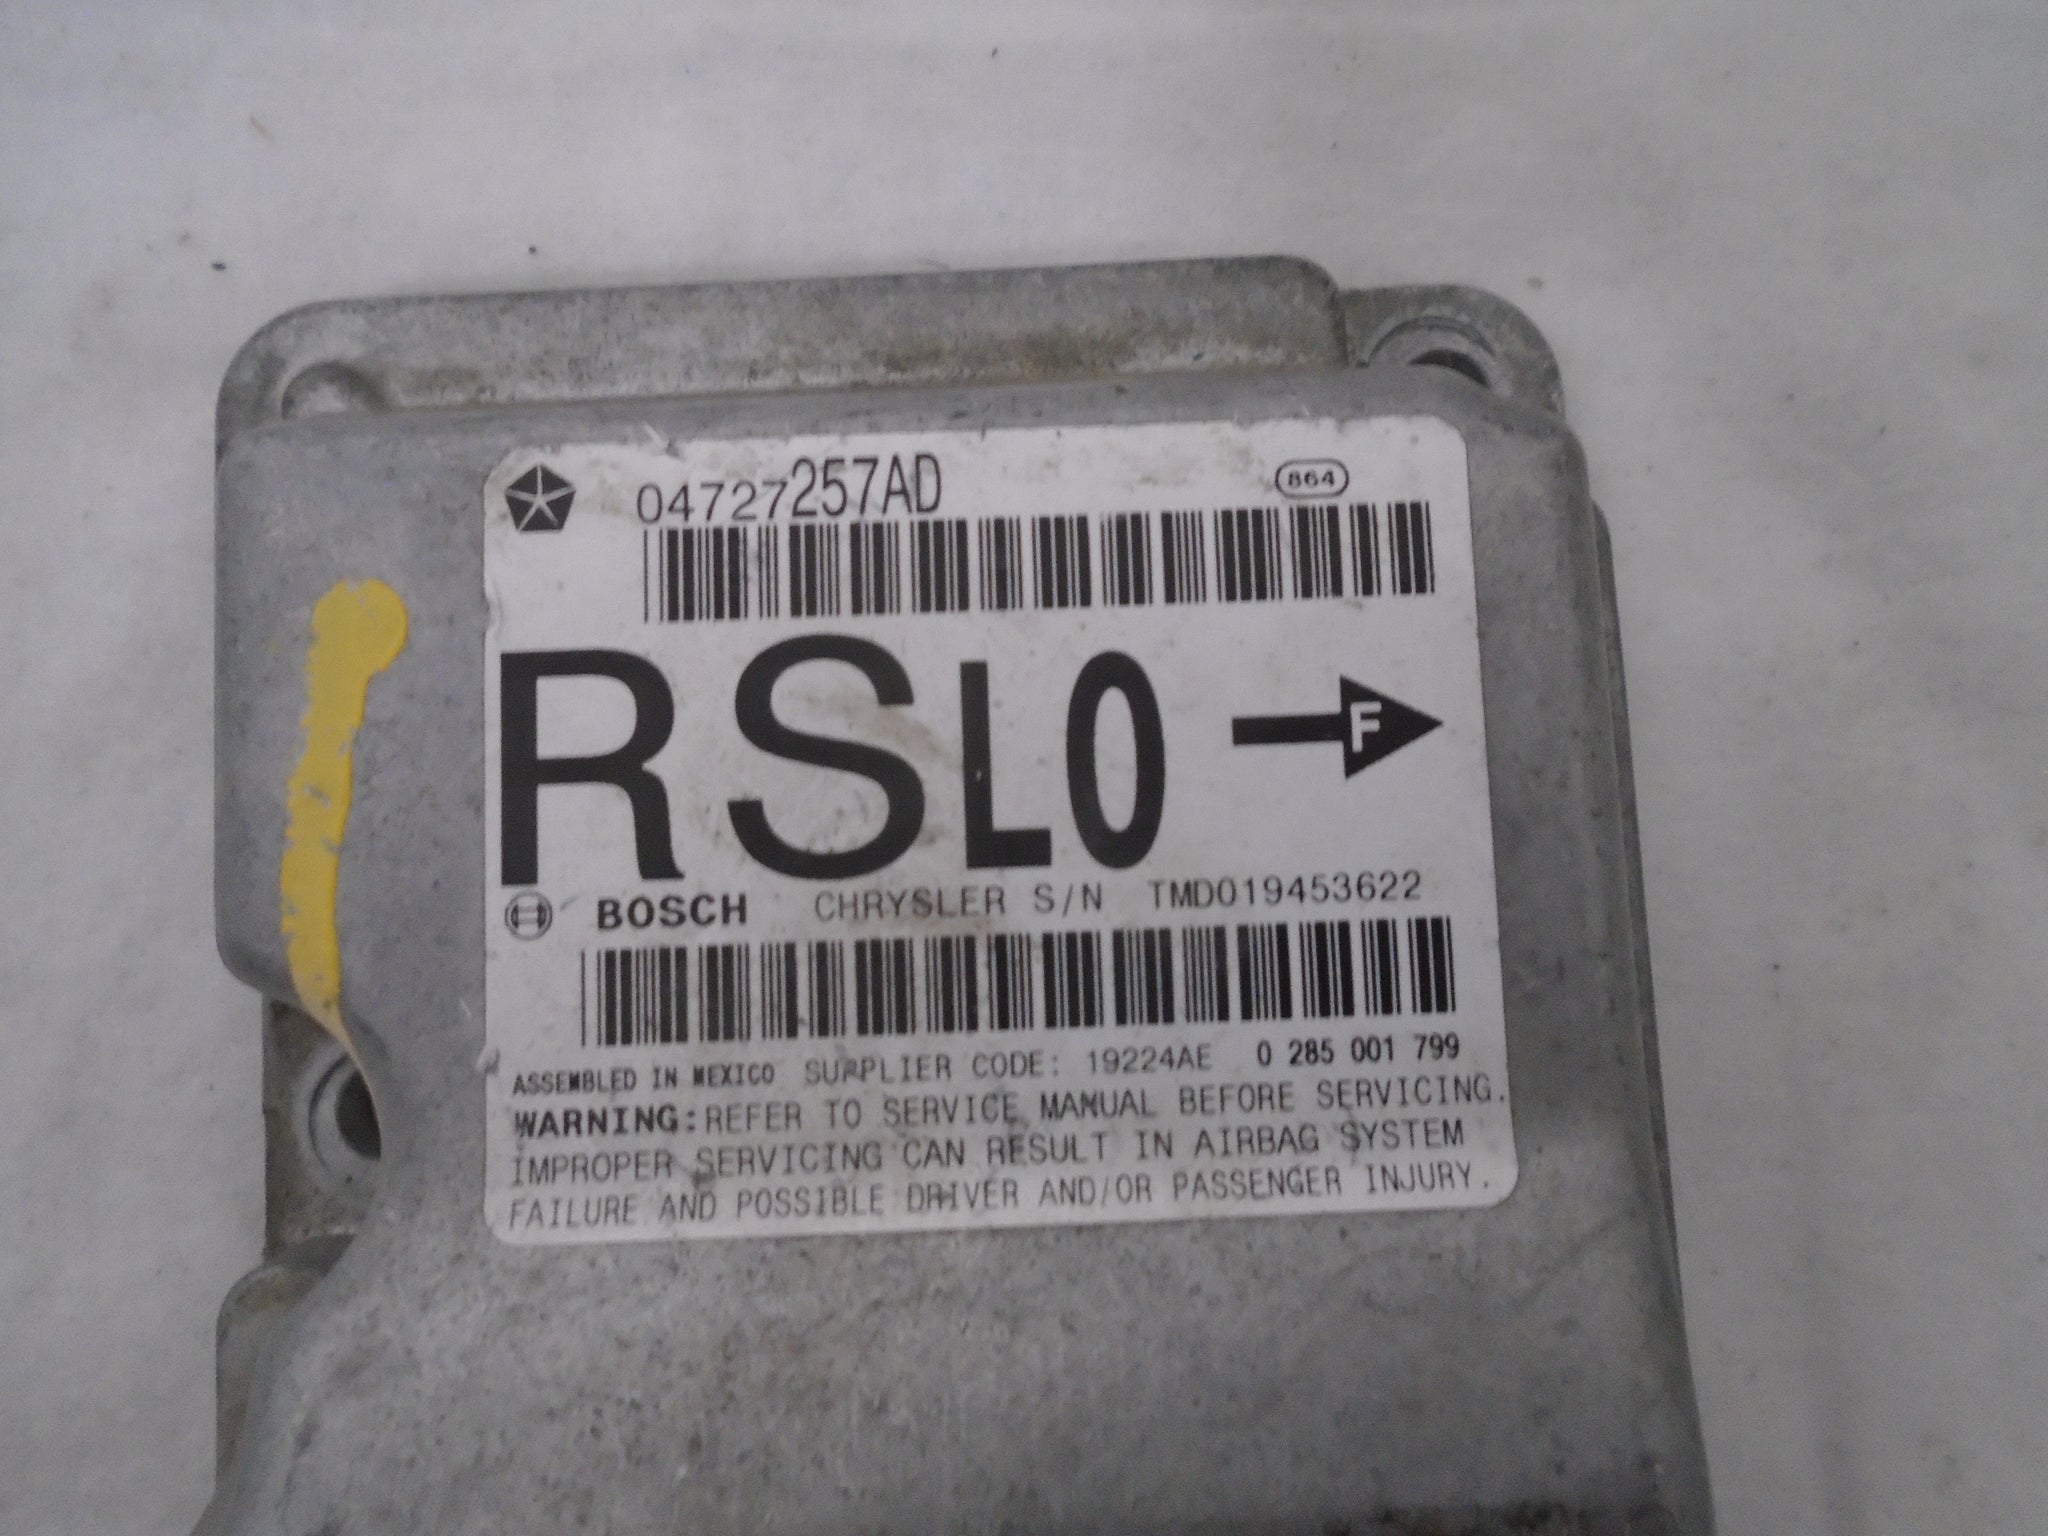 04727257AD
864
RSLO
F
BOSCH CHRYSLER S/N TMD019453622
ASSEMBLED IN MEXICO SUPPLIER CODE: 19224AE 0 285 001 799
WARNING: REFER TO SERVICE MANUAL BEFORE SERVICING.
IMPROPER SERVICING CAN RESULT IN AIRBAG SYSTEM
FAILURE AND POSSIBLE DRIVER AND/OR PASSENGER INJURY.